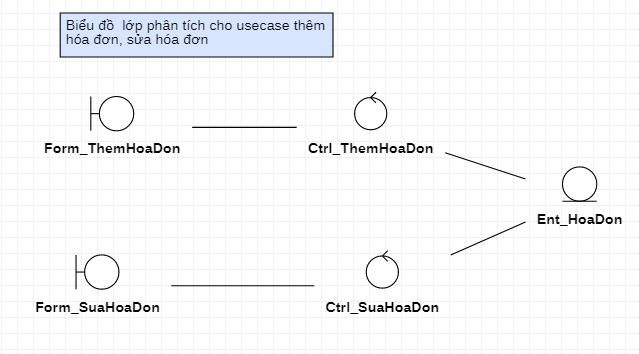 Biểu đồ  lớp phân tích cho usecase thêm
hóa đơn, sửa hóa đơn
Form_ThemHoaDon
Ctrl_ThemHoaDon
Ent_HoaDon
Form_SuaHoaDon
Ctrl_SuaHoaDon